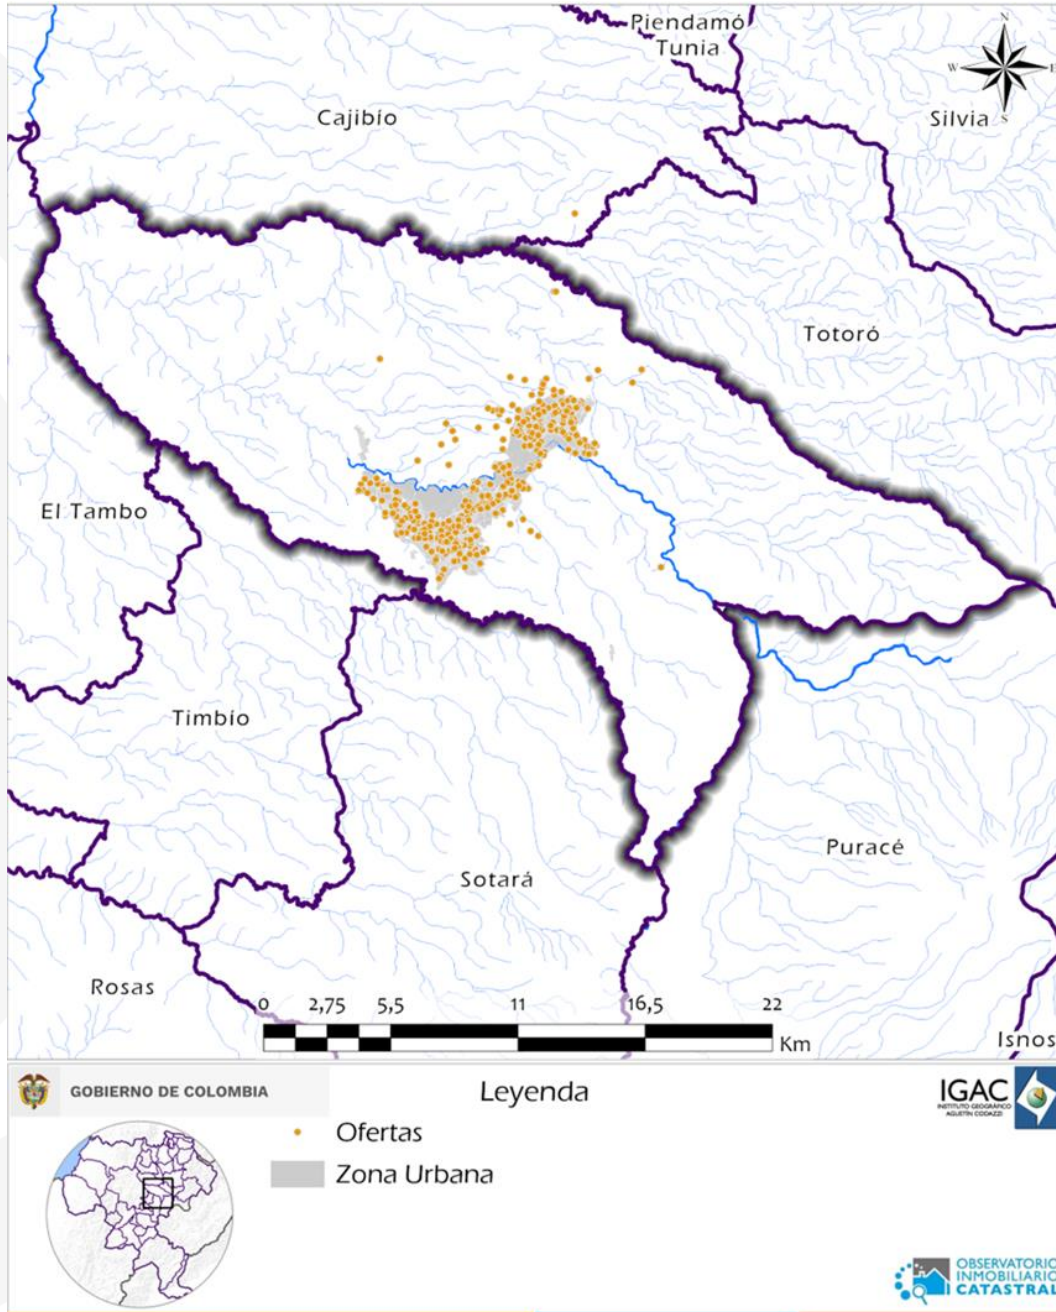 Piendamó
Tunia
N
W
E
S
Cajibío
Silvia
Totoró
El Tambo
Timbío
Puracé
Sotará
Rosas
0 2,75 5,5 11 16,5 22
Km
Isnos
GOBIERNO DE COLOMBIA
Leyenda
IGAC
INSTITUTO GEOGRÁFICO
AGUSTÍN CODAZZI
Ofertas
Zona Urbana
OBSERVATORIO
INMOBILIARIO
CATASTRAL